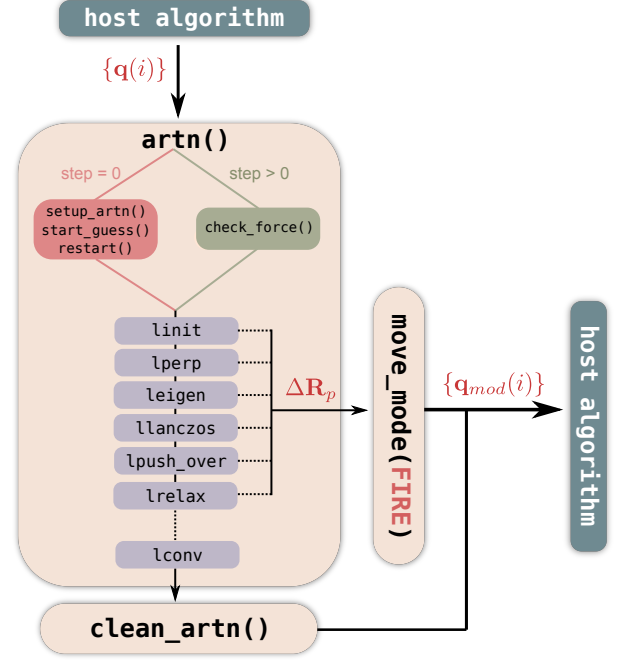 host algorithm
{q(i)}
artn()
step = 0
step > 0
setup_artn()
start_guess()
restart()
check_force()
linit
lperp
leigen
llanczos
lpush_over
lrelax
lconv
ΔR_p
move_mode(FIRE)
{q_mod(i)}
host algorithm
clean_artn()